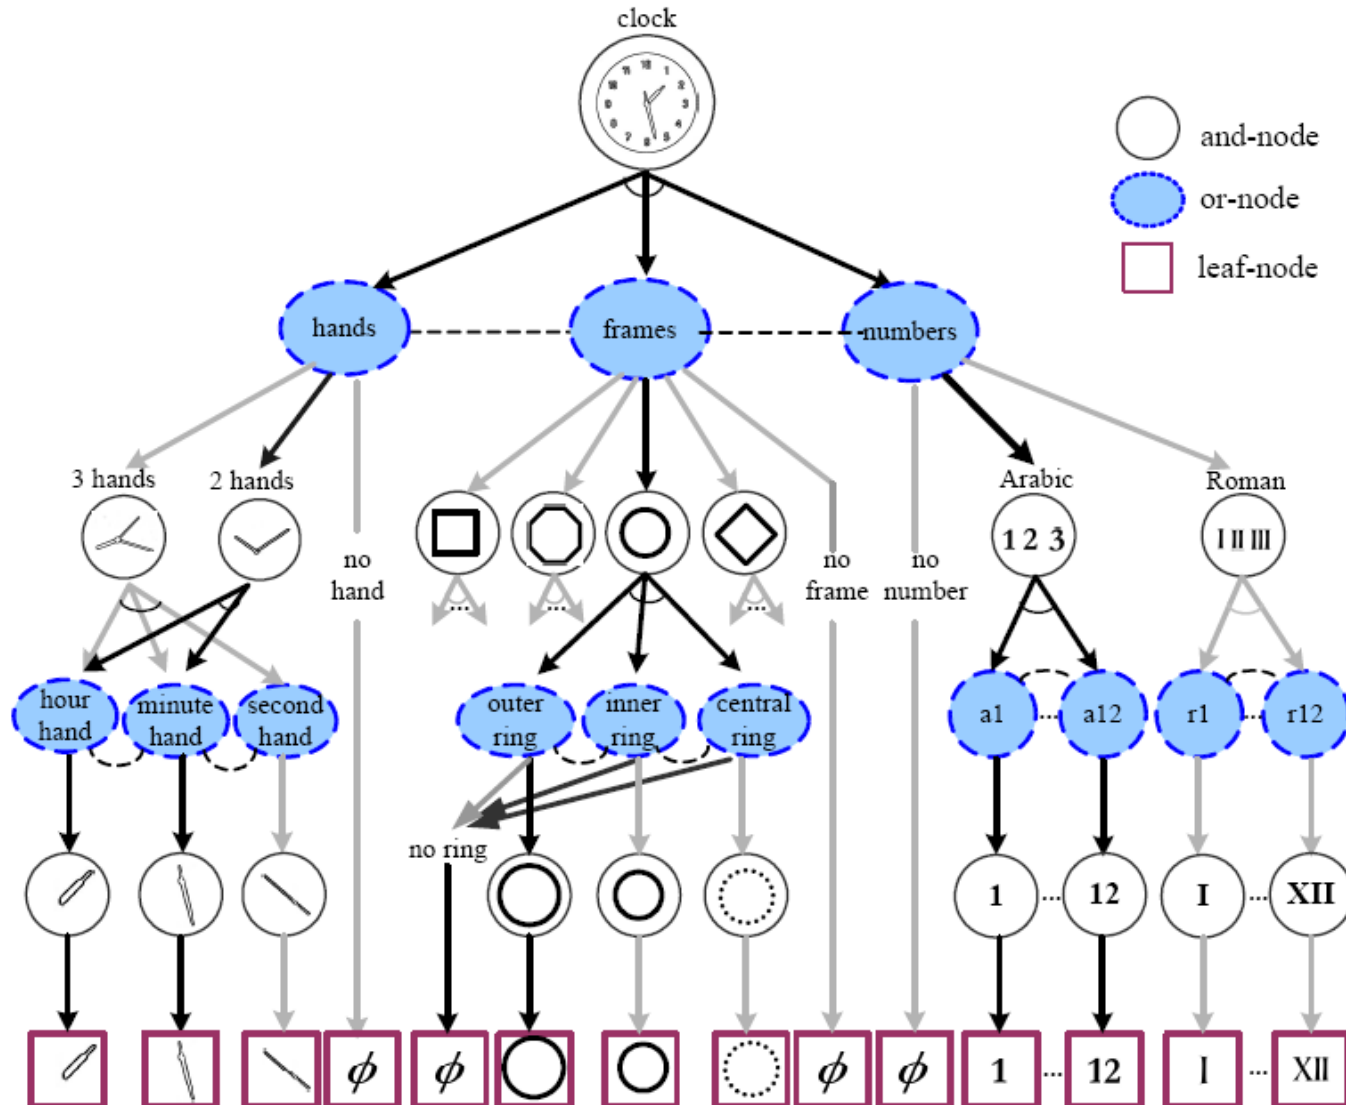 clock
and-node
or-node
leaf-node
hands
frames
numbers
3 hands
2 hands
Arabic
Roman
1 2 3
I II III
no
hand
...
...
...
no
frame
no
number
hour
hand
minute
hand
second
hand
outer
ring
inner
ring
central
ring
a1
...
a12
r1
...
r12
no ring
1
...
12
I
...
XII
ϕ
ϕ
ϕ
ϕ
1
...
12
I
...
XII